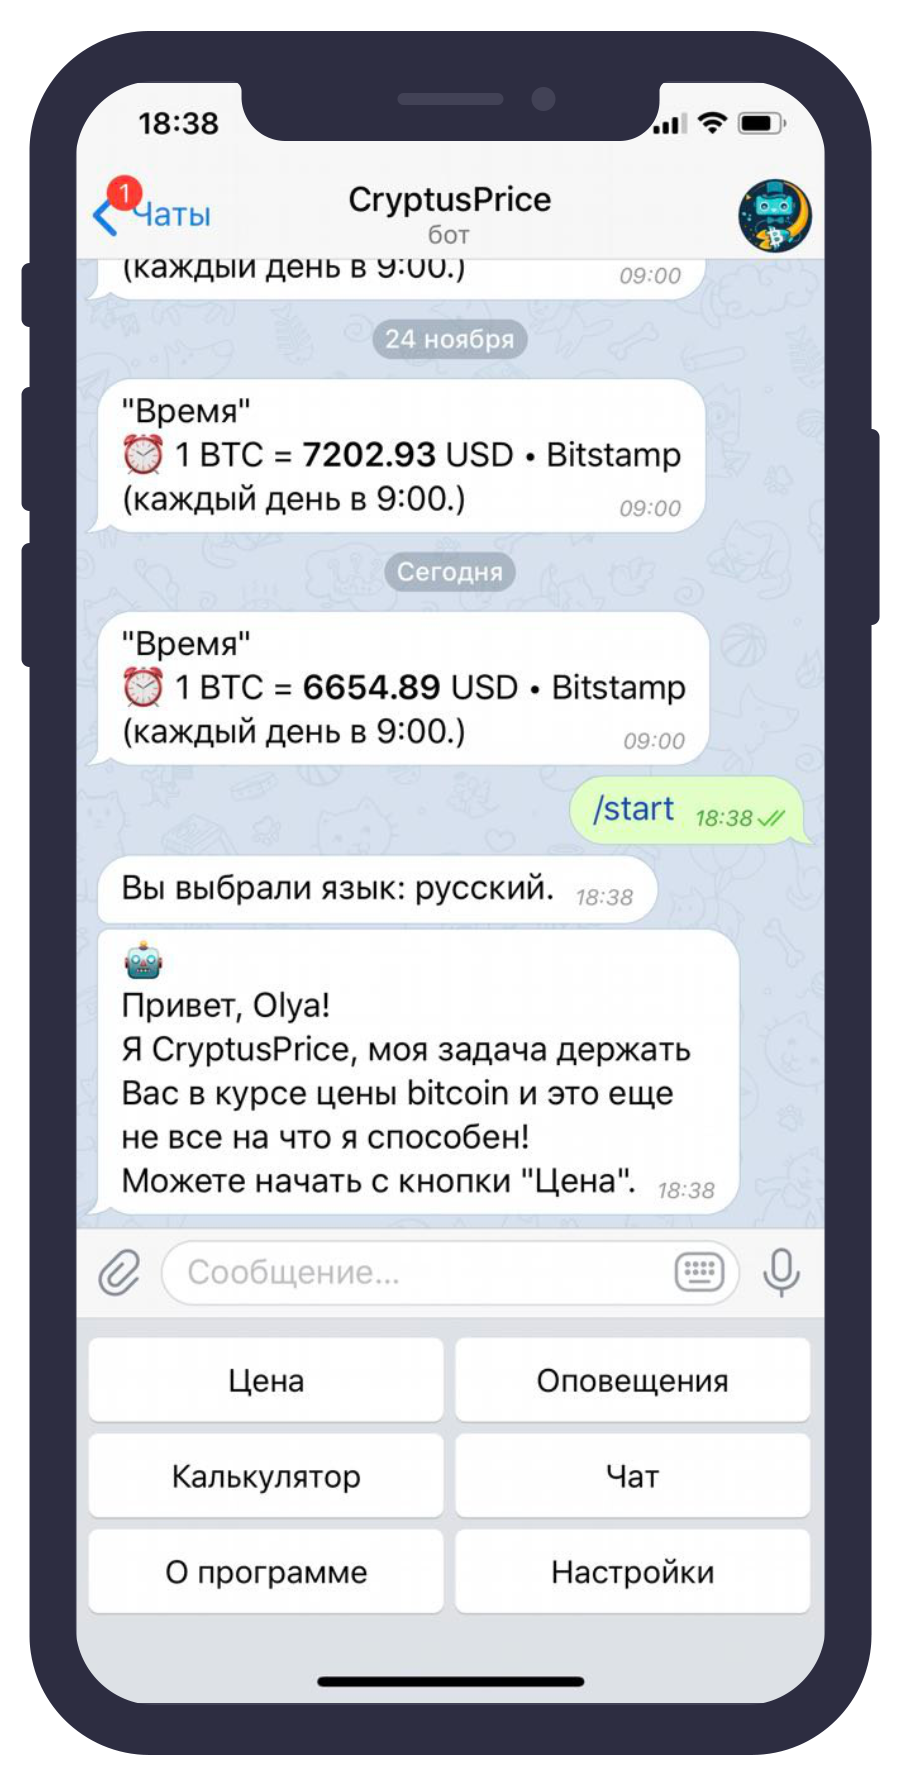 18:38
1
Чаты
CryptusPrice
бот
(каждый день в 9:00.) 09:00
24 ноября
"Время"
⏰ 1 BTC = 7202.93 USD • Bitstamp
(каждый день в 9:00.) 09:00
Сегодня
"Время"
⏰ 1 BTC = 6654.89 USD • Bitstamp
(каждый день в 9:00.) 09:00
/start 18:38
Вы выбрали язык: русский. 18:38
🤖
Привет, Olya!
Я CryptusPrice, моя задача держать
Вас в курсе цены bitcoin и это еще
не все на что я способен!
Можете начать с кнопки "Цена". 18:38
Сообщение...
Цена Оповещения
Калькулятор Чат
О программе Настройки